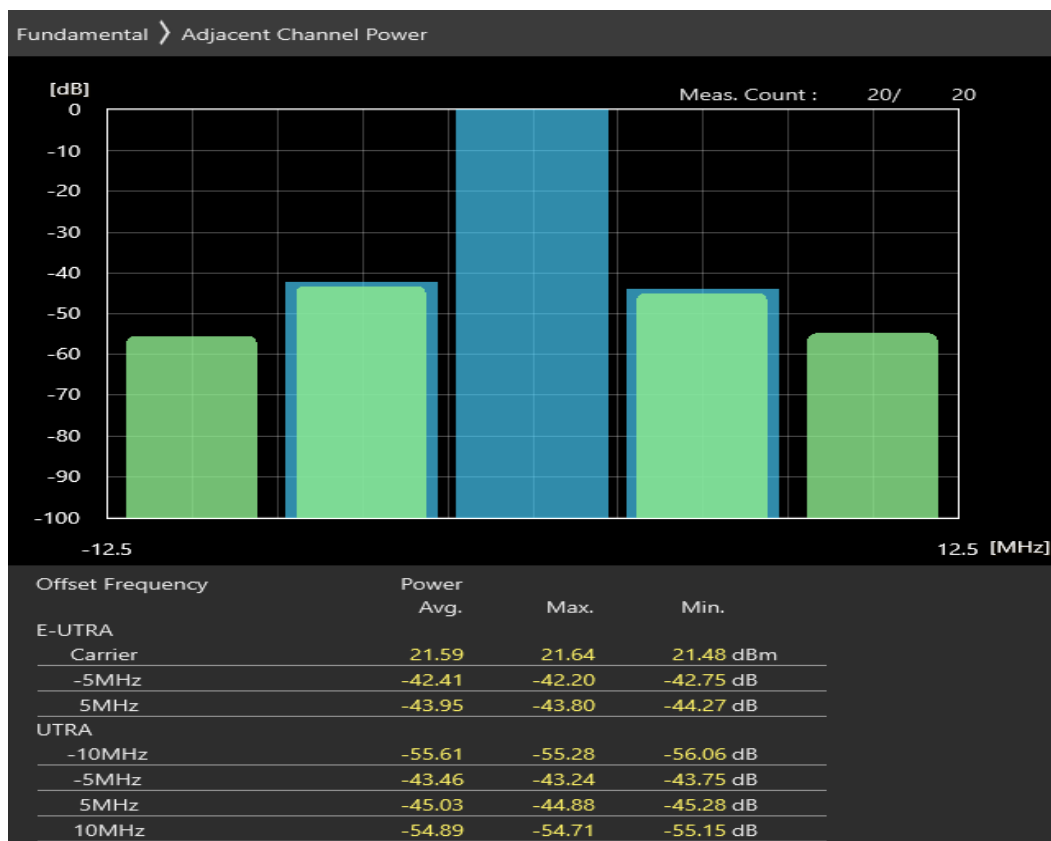 Fundamental 〉 Adjacent Channel Power
[dB]
Meas. Count : 20/ 20
0
-10
-20
-30
-40
-50
-60
-70
-80
-90
-100
-12.5 12.5 [MHz]
Offset Frequency Power
Avg. Max. Min.
E-UTRA
Carrier 21.59 21.64 21.48 dBm
-5MHz -42.41 -42.20 -42.75 dB
5MHz -43.95 -43.80 -44.27 dB
UTRA
-10MHz -55.61 -55.28 -56.06 dB
-5MHz -43.46 -43.24 -43.75 dB
5MHz -45.03 -44.88 -45.28 dB
10MHz -54.89 -54.71 -55.15 dB